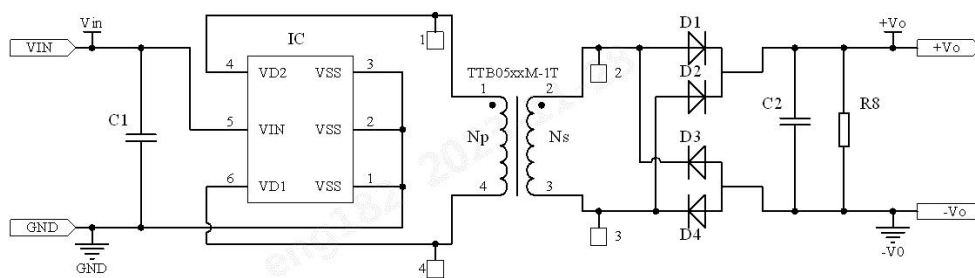 Vin
VIN
IC
4 VD2 VSS 3
5 VIN VSS 2
6 VD1 VSS 1
C1
GND
GND
1
4
TTB05xxM-1T
1 2
Np Ns
4 3
2
3
D1
D2
D3
D4
C2
R8
+Vo
+Vo
-Vo
-V0